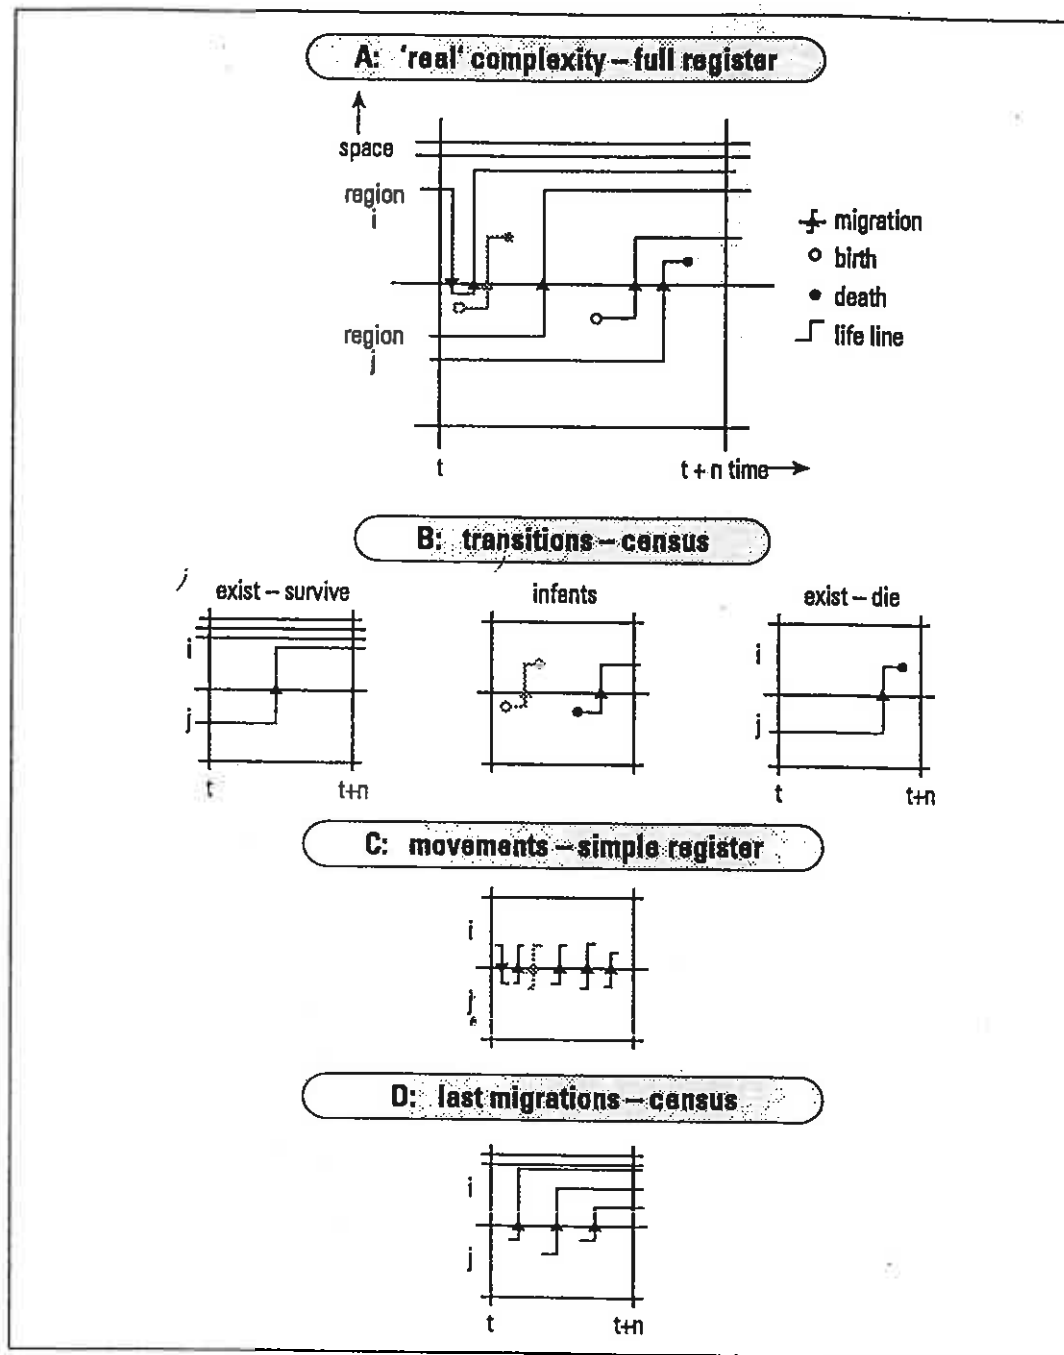 A: 'real' complexity – full register
space
region
i
migration
birth
death
region
j
life line
t
t + n time
B: transitions – census
exist – survive
infants
exist – die
i
i
j
j
t
t+n
t
t+n
C: movements – simple register
i
j
D: last migrations – census
i
j
t
t+n